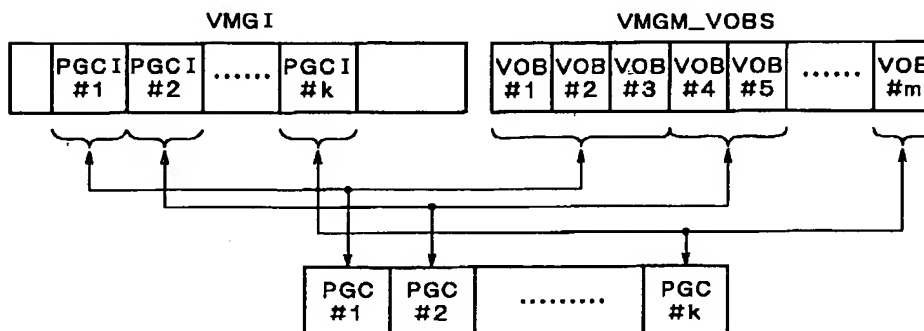 VMGI
VMGM_VOBS
PGCI PGCI ...... PGCI
#1 #2 #k
VOB VOB VOB VOB VOB ...... VOB
#1 #2 #3 #4 #5 #m
PGC PGC ......... PGC
#1 #2 #k